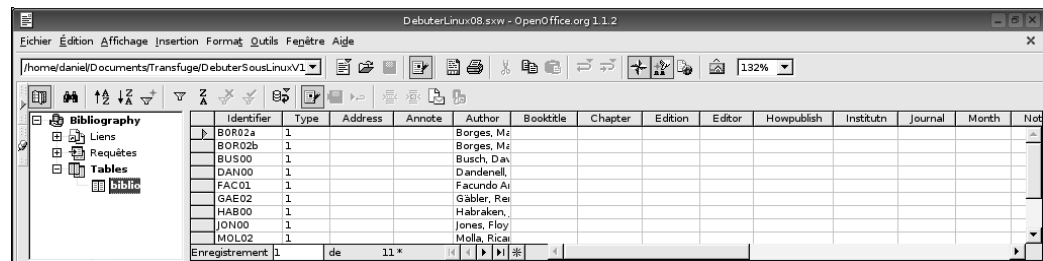 DebuterLinux08.sxw - OpenOffice.org 1.1.2
Eichier Édition Affichage Insertion Format Outils Fenêtre Aide
/home/daniel/Documents/Transfuge/DebuterSousLinuxV1 132%
Bibliography
Liens
Requêtes
Tables
biblio
Identifier Type Address Annote Author Booktitle Chapter Edition Editor Howpublish Institutn Journal Month Not
BOR02a 1 Borges, Ma
BOR02b 1 Borges, Ma
BUS00 1 Busch, Dav
DAN00 1 Dandenell,
FAC01 1 Facundo Ar
GAE02 1 Gäbler, Rei
HAB00 1 Habraken, J
JON00 1 Jones, Floy
MOL02 1 Molla, Ricar
Enregistrement 1 de 11 *